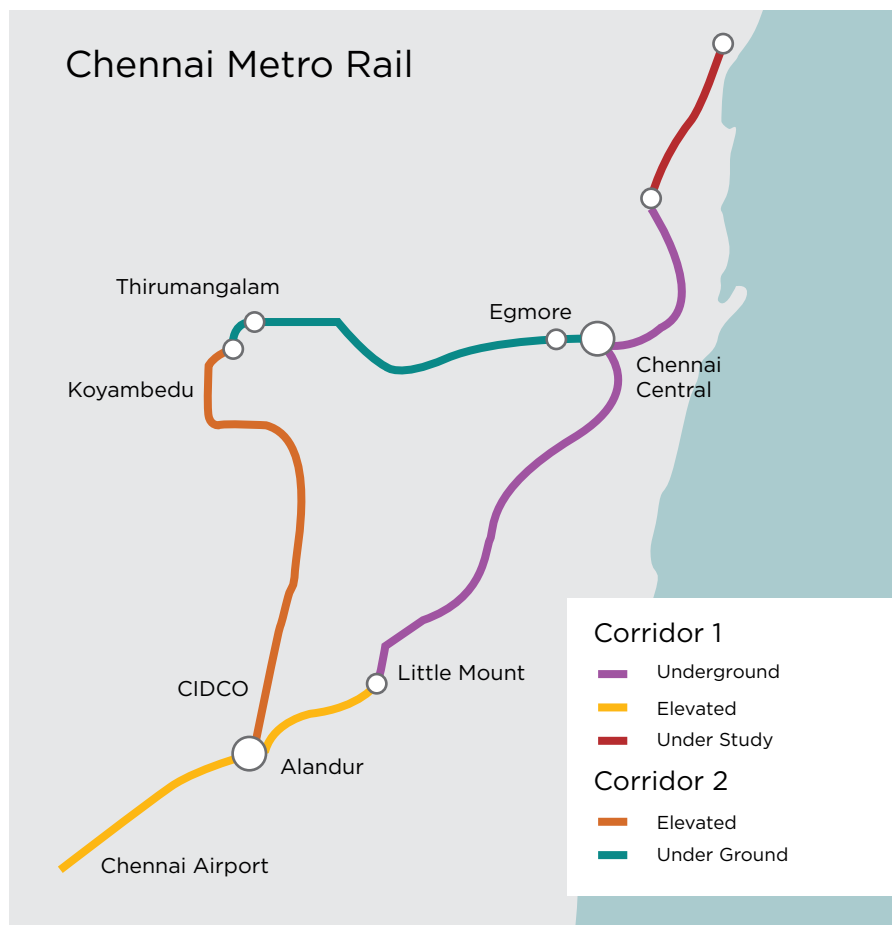 Chennai Metro Rail
Thirumangalam
Egmore
Chennai
Central
Koyambedu
Little Mount
CIDCO
Alandur
Chennai Airport
Corridor 1
Underground
Elevated
Under Study
Corridor 2
Elevated
Under Ground